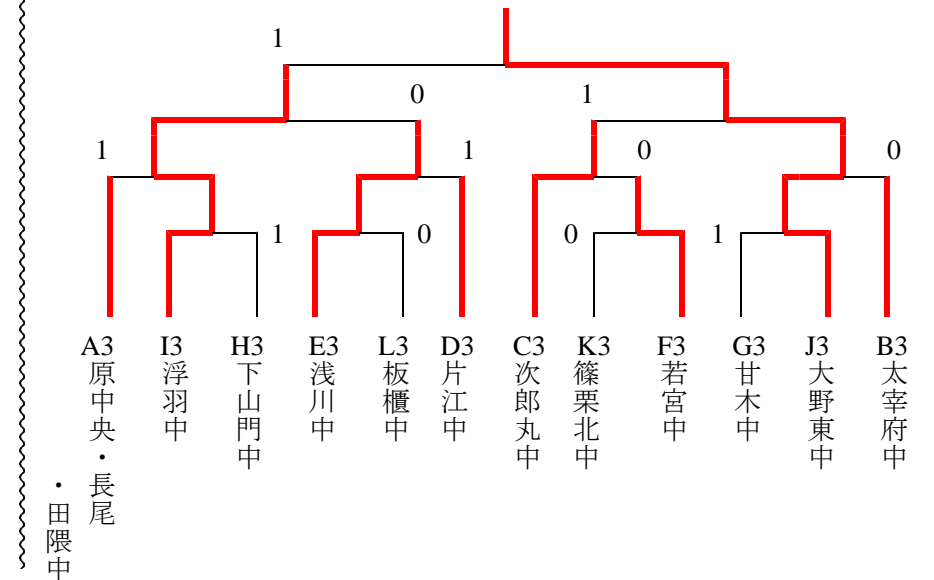 1
0
1
1
1
0
0
1
0
0
1
A3
I3
H3
E3
L3
D3
C3
K3
F3
G3
J3
B3
原中央・長尾
・田隈中
浮羽中
下山門中
浅川中
板櫃中
片江中
次郎丸中
篠栗北中
若宮中
甘木中
大野東中
太宰府中